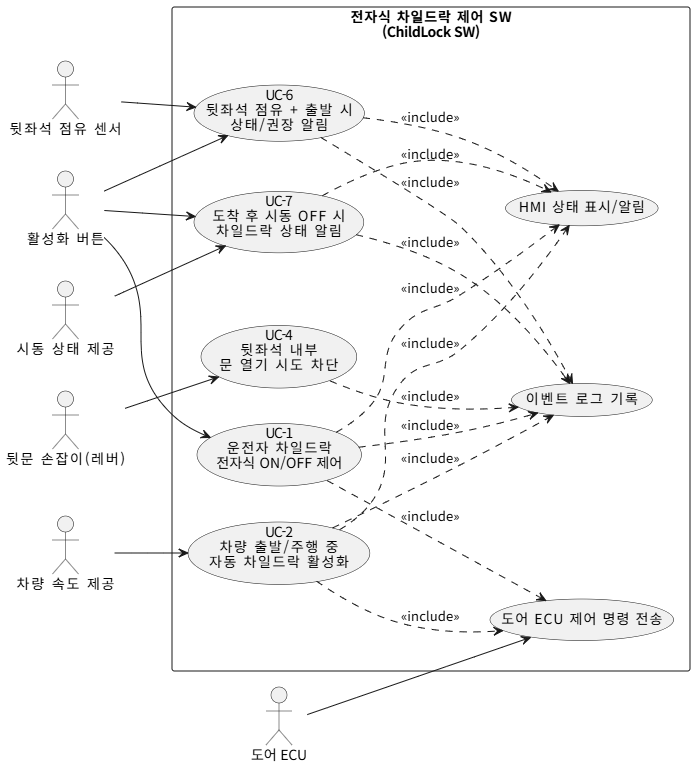 전자식 차일드락 제어 SW
(ChildLock SW)
뒷좌석 점유 센서
활성화 버튼
시동 상태 제공
뒷문 손잡이(레버)
차량 속도 제공
도어 ECU
UC-6
뒷좌석 점유 + 출발 시
상태/권장 알림
UC-7
도착 후 시동 OFF 시
차일드락 상태 알림
UC-4
뒷좌석 내부
문 열기 시도 차단
UC-1
운전자 차일드락
전자식 ON/OFF 제어
UC-2
차량 출발/주행 중
자동 차일드락 활성화
«include»
«include»
«include»
«include»
«include»
«include»
«include»
«include»
«include»
«include»
«include»
HMI 상태 표시/알림
이벤트 로그 기록
도어 ECU 제어 명령 전송